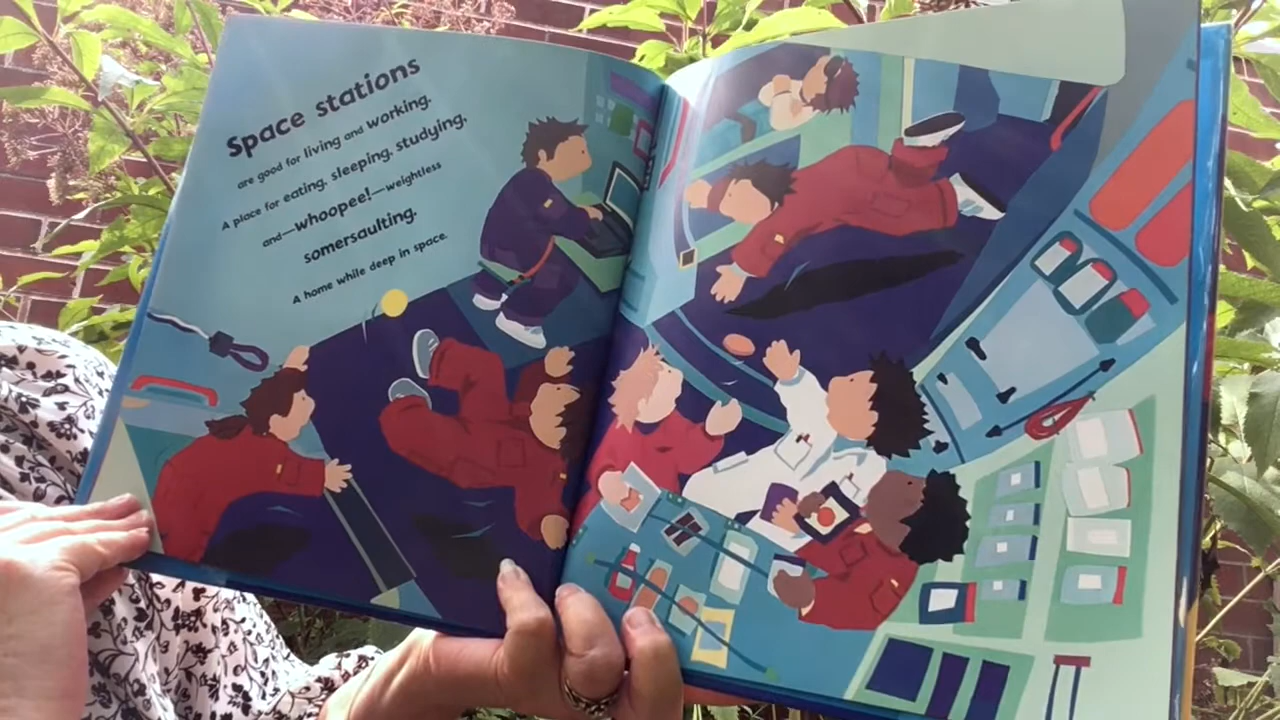 Space stations
are good for living and working.
A place for eating, sleeping, studying,
and—whoopee!—weightless
somersaulting.
A home while deep in space.